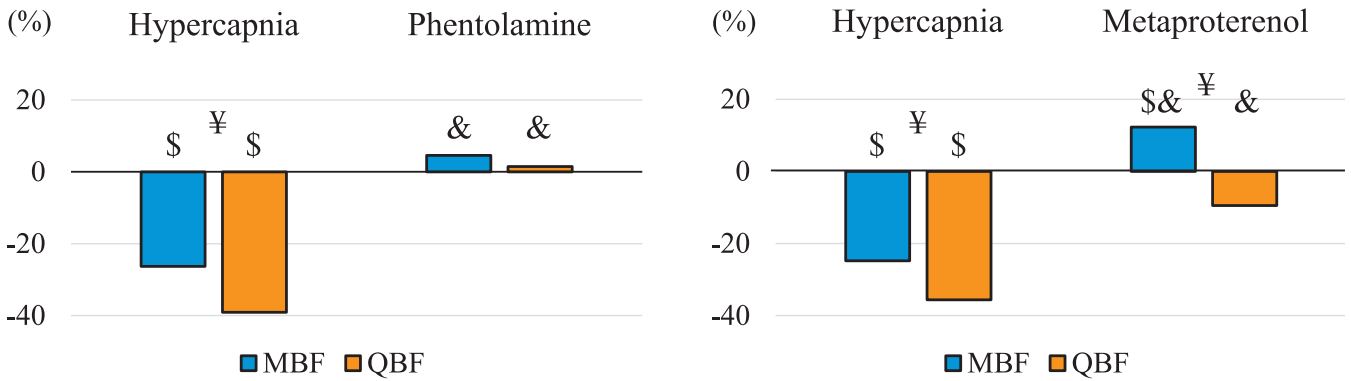 (%) Hypercapnia Phentolamine
20
¥
$ $ & &
0
-20
-40
MBF QBF
(%) Hypercapnia Metaproterenol
20
¥
$& &
¥
$ $
0
-20
-40
MBF QBF